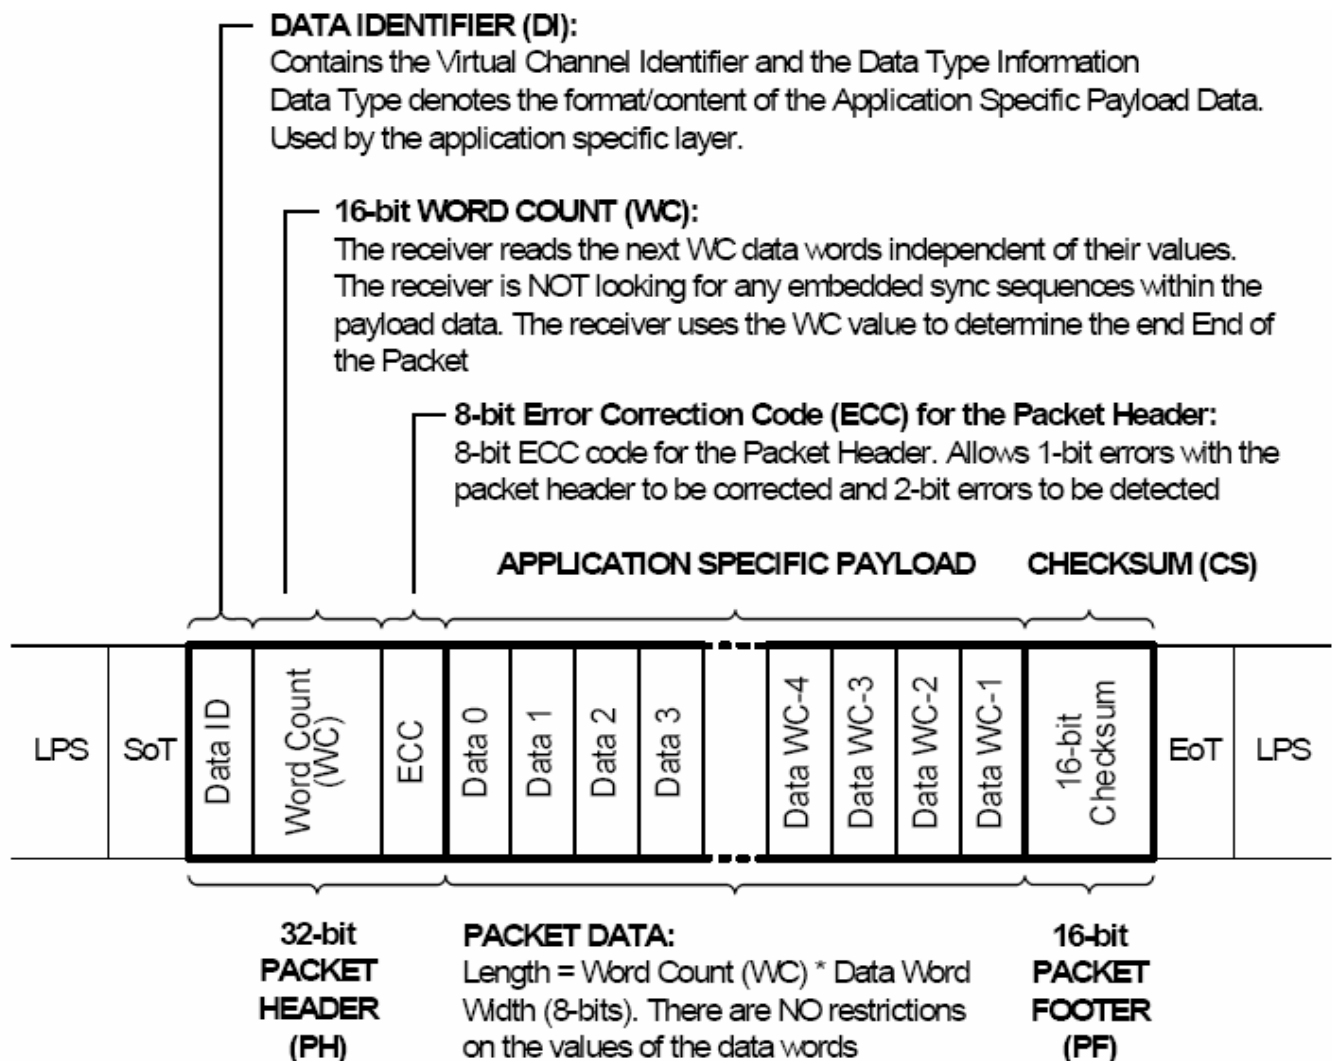 DATA IDENTIFIER (DI):
Contains the Virtual Channel Identifier and the Data Type Information
Data Type denotes the format/content of the Application Specific Payload Data.
Used by the application specific layer.
16-bit WORD COUNT (WC):
The receiver reads the next WC data words independent of their values.
The receiver is NOT looking for any embedded sync sequences within the
payload data. The receiver uses the WC value to determine the end End of
the Packet
8-bit Error Correction Code (ECC) for the Packet Header:
8-bit ECC code for the Packet Header. Allows 1-bit errors with the
packet header to be corrected and 2-bit errors to be detected
APPLICATION SPECIFIC PAYLOAD
CHECKSUM (CS)
LPS
SoT
Data ID
Word Count
(WC)
ECC
Data 0
Data 1
Data 2
Data 3
Data WC-4
Data WC-3
Data WC-2
Data WC-1
16-bit
Checksum
EoT
LPS
32-bit
PACKET
HEADER
(PH)
PACKET DATA:
Length = Word Count (WC) * Data Word
Width (8-bits). There are NO restrictions
on the values of the data words
16-bit
PACKET
FOOTER
(PF)